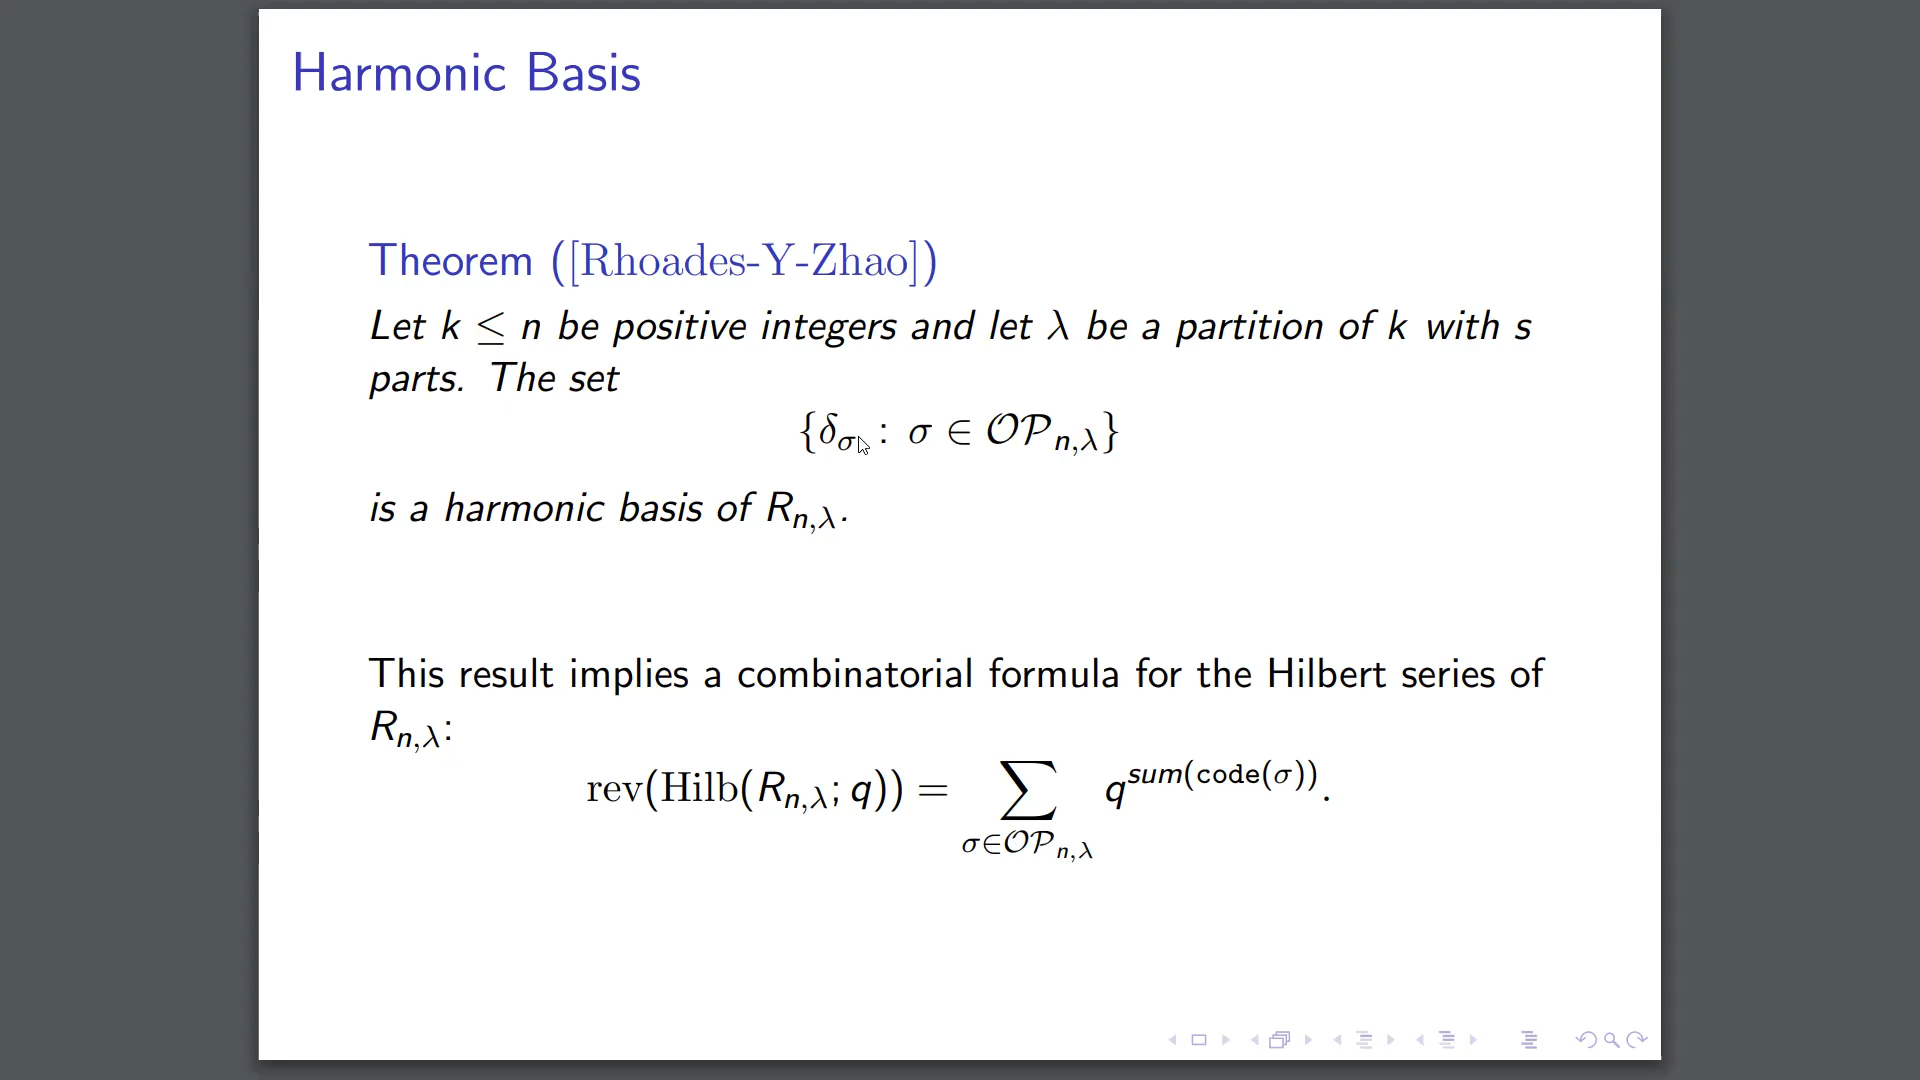 Harmonic Basis
Theorem ([Rhoades-Y-Zhao])
Let k ≤ n be positive integers and let λ be a partition of k with s
parts. The set
{δ_σ : σ ∈ 𝒪𝒫_{n,λ}}
is a harmonic basis of R_{n,λ}.
This result implies a combinatorial formula for the Hilbert series of
R_{n,λ}:
rev(Hilb(R_{n,λ}; q)) = ∑_{σ∈𝒪𝒫_{n,λ}} q^{sum(code(σ))}.